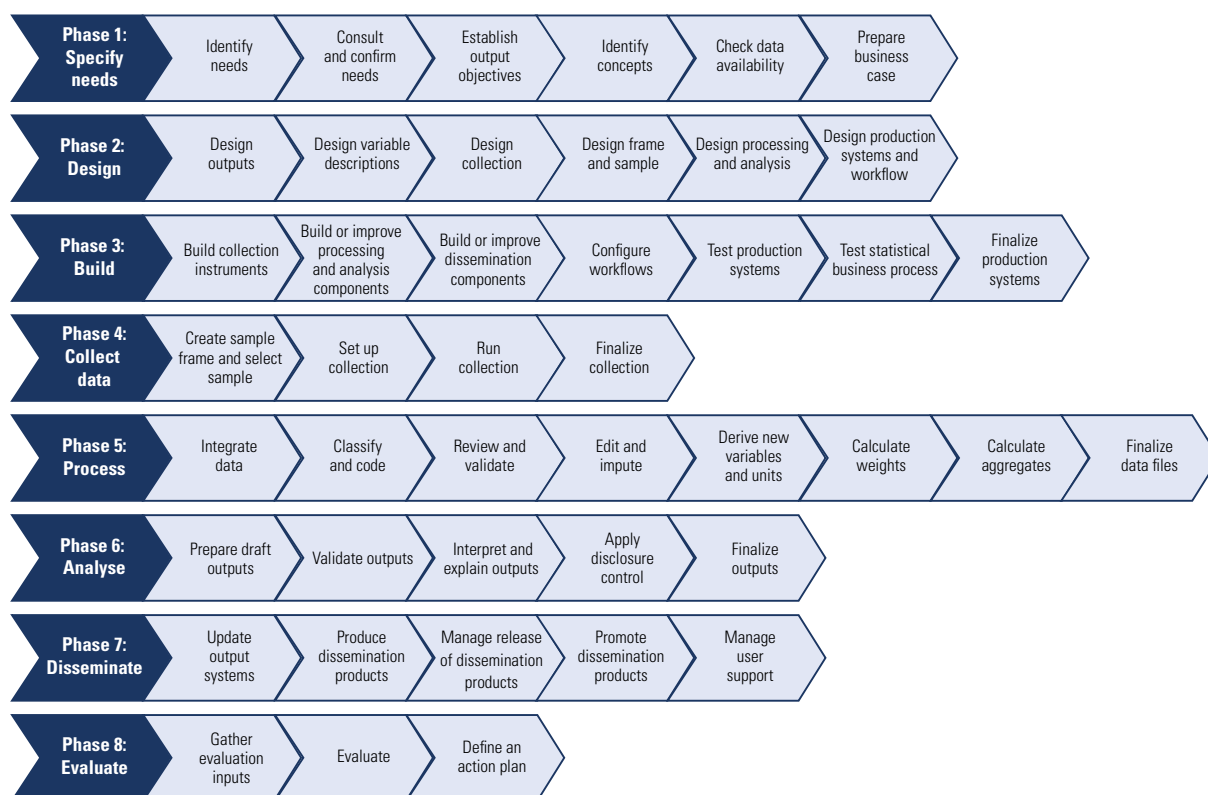 Phase 1:
Specify
needs
Identify
needs
Consult
and confirm
needs
Establish
output
objectives
Identify
concepts
Check data
availability
Prepare
business
case
Phase 2:
Design
Design
outputs
Design variable
descriptions
Design
collection
Design frame
and sample
Design processing
and analysis
Design production
systems and
workflow
Phase 3:
Build
Build collection
instruments
Build or improve
processing
and analysis
components
Build or improve
dissemination
components
Configure
workflows
Test production
systems
Test statistical
business process
Finalize
production
systems
Phase 4:
Collect
data
Create sample
frame and select
sample
Set up
collection
Run
collection
Finalize
collection
Phase 5:
Process
Integrate
data
Classify
and code
Review and
validate
Edit and
impute
Derive new
variables
and units
Calculate
weights
Calculate
aggregates
Finalize
data files
Phase 6:
Analyse
Prepare draft
outputs
Validate outputs
Interpret and
explain outputs
Apply
disclosure
control
Finalize
outputs
Phase 7:
Disseminate
Update
output
systems
Produce
dissemination
products
Manage release
of dissemination
products
Promote
dissemination
products
Manage
user
support
Phase 8:
Evaluate
Gather
evaluation
inputs
Evaluate
Define an
action plan